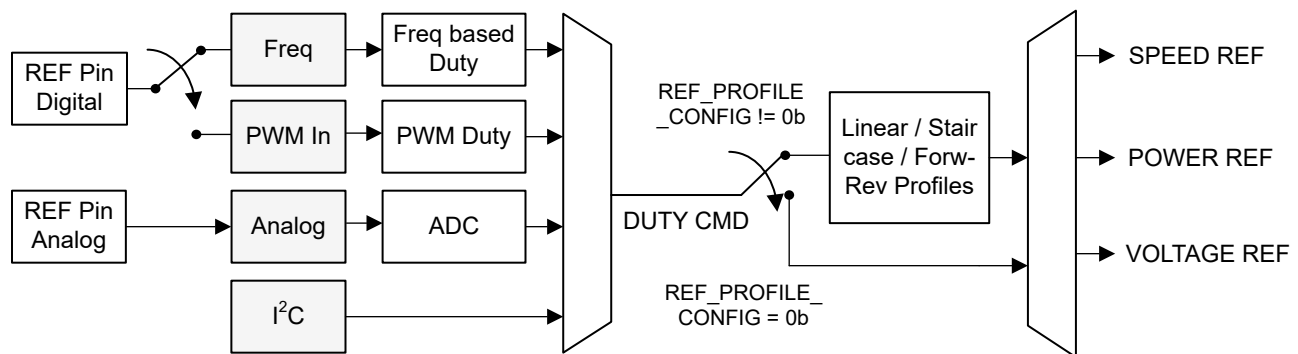 REF Pin
Digital
Freq
Freq based
Duty
PWM In
PWM Duty
REF Pin
Analog
Analog
ADC
I²C
DUTY CMD
REF_PROFILE
_CONFIG != 0b
REF_PROFILE_
CONFIG = 0b
Linear / Stair
case / Forw-
Rev Profiles
SPEED REF
POWER REF
VOLTAGE REF